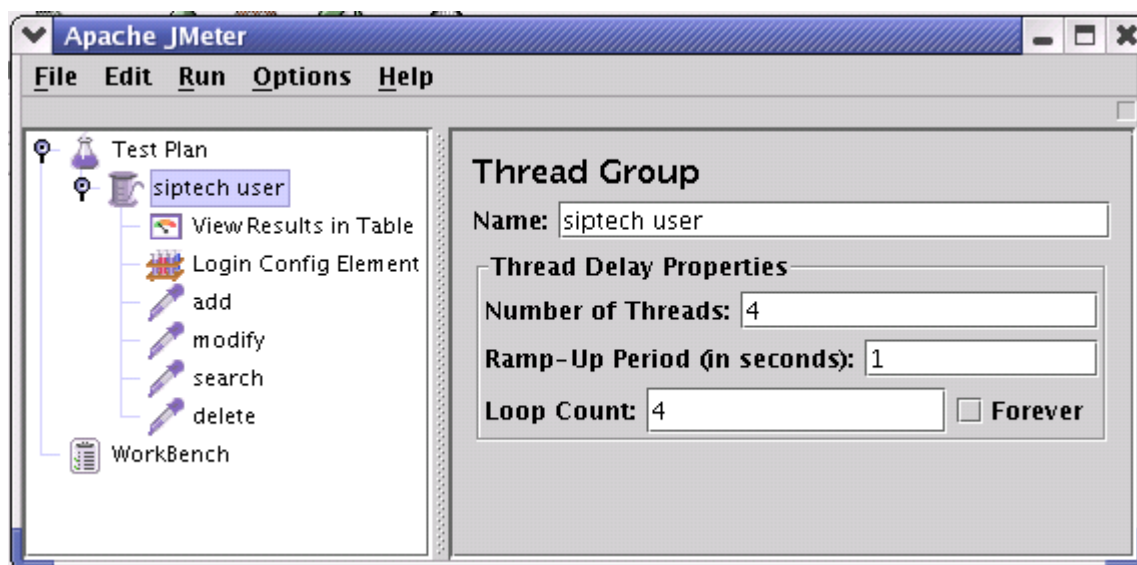 Apache JMeter
File Edit Run Options Help
Test Plan
siptech user
View Results in Table
Login Config Element
add
modify
search
delete
WorkBench
Thread Group
Name: siptech user
Thread Delay Properties
Number of Threads: 4
Ramp-Up Period (in seconds): 1
Loop Count: 4 Forever